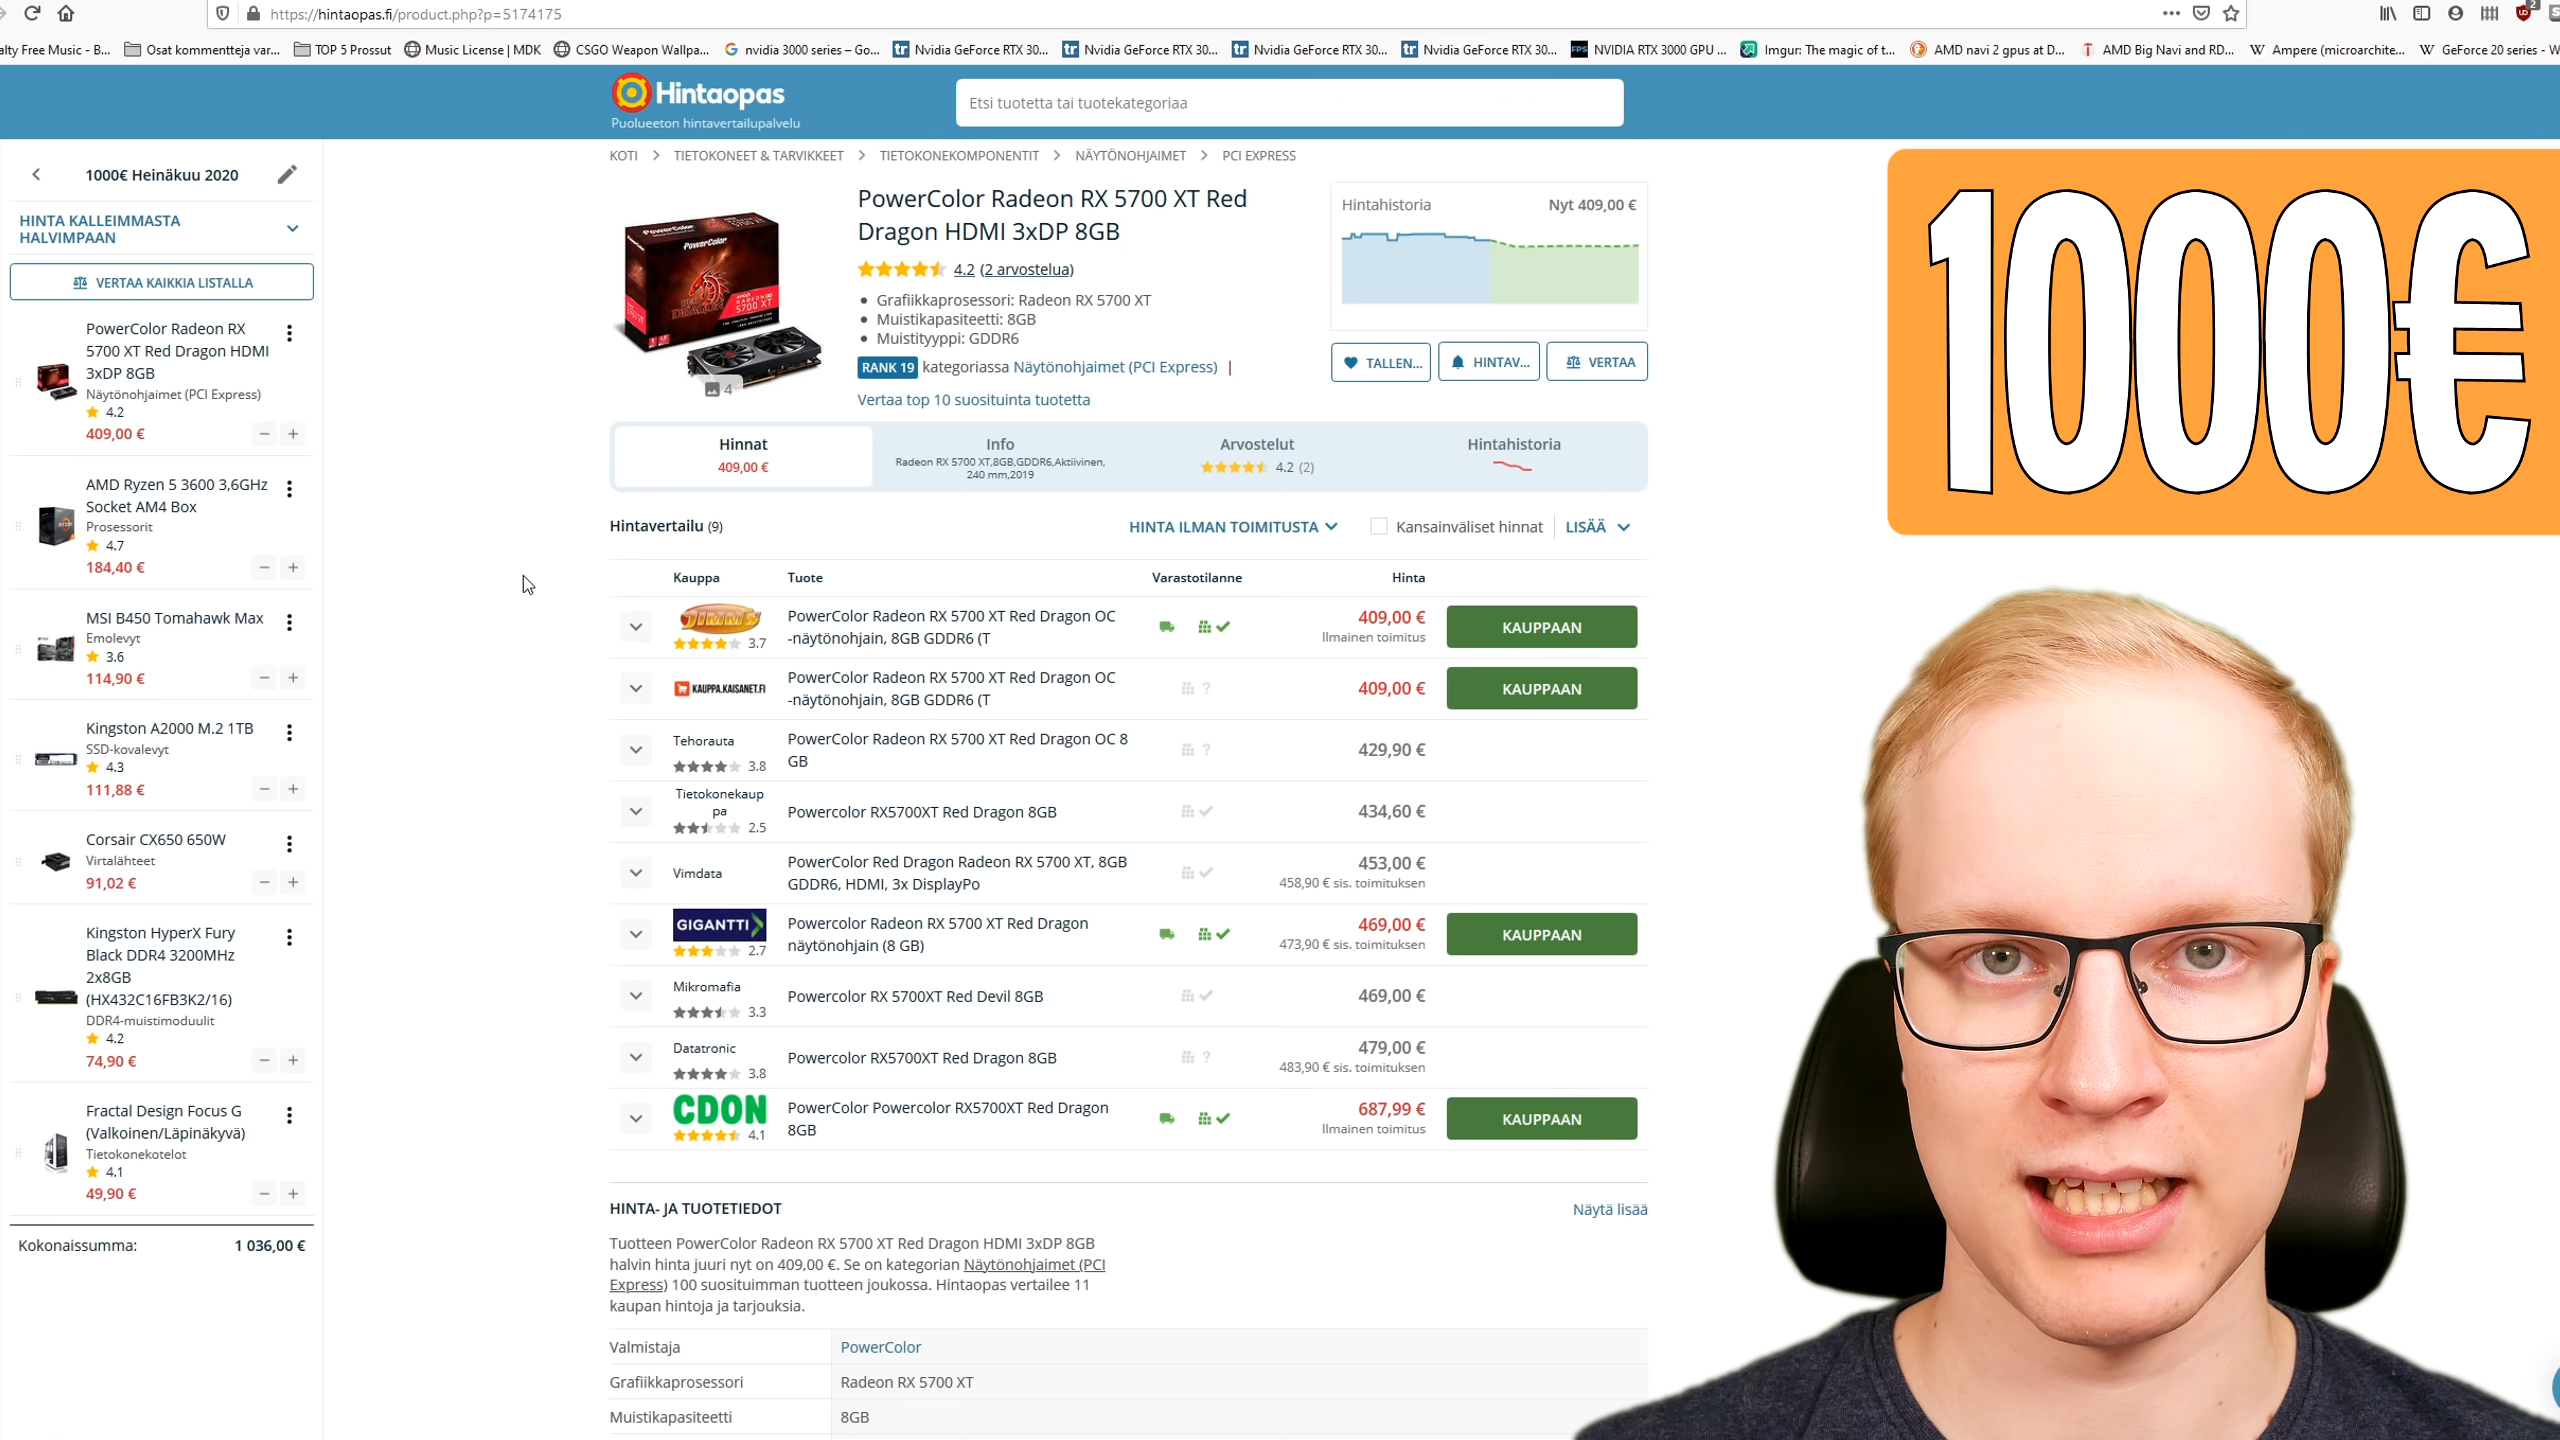 https://hintaopas.fi/product.php?p=5174175
alty Free Music - B...
Osat kommentteja var...
TOP 5 Prossut
Music License | MDK
CSGO Weapon Wallpa...
nvidia 3000 series – Go...
Nvidia GeForce RTX 30...
Nvidia GeForce RTX 30...
Nvidia GeForce RTX 30...
Nvidia GeForce RTX 30...
NVIDIA RTX 3000 GPU ...
Imgur: The magic of t...
AMD navi 2 gpus at D...
AMD Big Navi and RD...
Ampere (microarchite...
GeForce 20 series - W
Hintaopas
Puolueeton hintavertailupalvelu
Etsi tuotetta tai tuotekategoriaa
1000€ Heinäkuu 2020
HINTA KALLEIMMASTA
HALVIMPAAN
VERTAA KAIKKIA LISTALLA
PowerColor Radeon RX
5700 XT Red Dragon HDMI
3xDP 8GB
Näytönohjaimet (PCI Express)
4.2
409,00 €
AMD Ryzen 5 3600 3,6GHz
Socket AM4 Box
Prosessorit
4.7
184,40 €
MSI B450 Tomahawk Max
Emolevyt
3.6
114,90 €
Kingston A2000 M.2 1TB
SSD-kovalevyt
4.3
111,88 €
Corsair CX650 650W
Virtalähteet
91,02 €
Kingston HyperX Fury
Black DDR4 3200MHz
2x8GB
(HX432C16FB3K2/16)
DDR4-muistimoduulit
4.2
74,90 €
Fractal Design Focus G
(Valkoinen/Läpinäkyvä)
Tietokonekotelot
4.1
49,90 €
Kokonaissumma: 1 036,00 €
KOTI > TIETOKONEET & TARVIKKEET > TIETOKONEKOMPONENTIT > NÄYTÖNOHJAIMET > PCI EXPRESS
PowerColor Radeon RX 5700 XT Red
Dragon HDMI 3xDP 8GB
4.2 (2 arvostelua)
Grafiikkaprosessori: Radeon RX 5700 XT
Muistikapasiteetti: 8GB
Muistityyppi: GDDR6
RANK 19 kategoriassa Näytönohjaimet (PCI Express) |
Vertaa top 10 suosituinta tuotetta
4
Hintahistoria Nyt 409,00 €
TALLEN...
HINTAV...
VERTAA
Hinnat
409,00 €
Info
Radeon RX 5700 XT,8GB,GDDR6,Aktiivinen,
240 mm,2019
Arvostelut
4.2 (2)
Hintahistoria
Hintavertailu (9)
HINTA ILMAN TOIMITUSTA
Kansainväliset hinnat
LISÄÄ
Kauppa Tuote Varastotilanne Hinta
JIMM'S
3.7
PowerColor Radeon RX 5700 XT Red Dragon OC
-näytönohjain, 8GB GDDR6 (T
409,00 €
Ilmainen toimitus
KAUPPAAN
KAUPPA.KAISANET.FI
PowerColor Radeon RX 5700 XT Red Dragon OC
-näytönohjain, 8GB GDDR6 (T
?
409,00 €
KAUPPAAN
Tehorauta
3.8
PowerColor Radeon RX 5700 XT Red Dragon OC 8
GB
?
429,90 €
Tietokonekaup
pa
2.5
Powercolor RX5700XT Red Dragon 8GB
434,60 €
Vimdata
PowerColor Red Dragon Radeon RX 5700 XT, 8GB
GDDR6, HDMI, 3x DisplayPo
453,00 €
458,90 € sis. toimituksen
GIGANTTI
2.7
Powercolor Radeon RX 5700 XT Red Dragon
näytönohjain (8 GB)
469,00 €
473,90 € sis. toimituksen
KAUPPAAN
Mikromafia
3.3
Powercolor RX 5700XT Red Devil 8GB
469,00 €
Datatronic
3.8
Powercolor RX5700XT Red Dragon 8GB
?
479,00 €
483,90 € sis. toimituksen
CDON
4.1
PowerColor Powercolor RX5700XT Red Dragon
8GB
687,99 €
Ilmainen toimitus
KAUPPAAN
HINTA- JA TUOTETIEDOT
Näytä lisää
Tuotteen PowerColor Radeon RX 5700 XT Red Dragon HDMI 3xDP 8GB
halvin hinta juuri nyt on 409,00 €. Se on kategorian Näytönohjaimet (PCI
Express) 100 suosituimman tuotteen joukossa. Hintaopas vertailee 11
kaupan hintoja ja tarjouksia.
Valmistaja PowerColor
Grafiikkaprosessori Radeon RX 5700 XT
Muistikapasiteetti 8GB
1000€